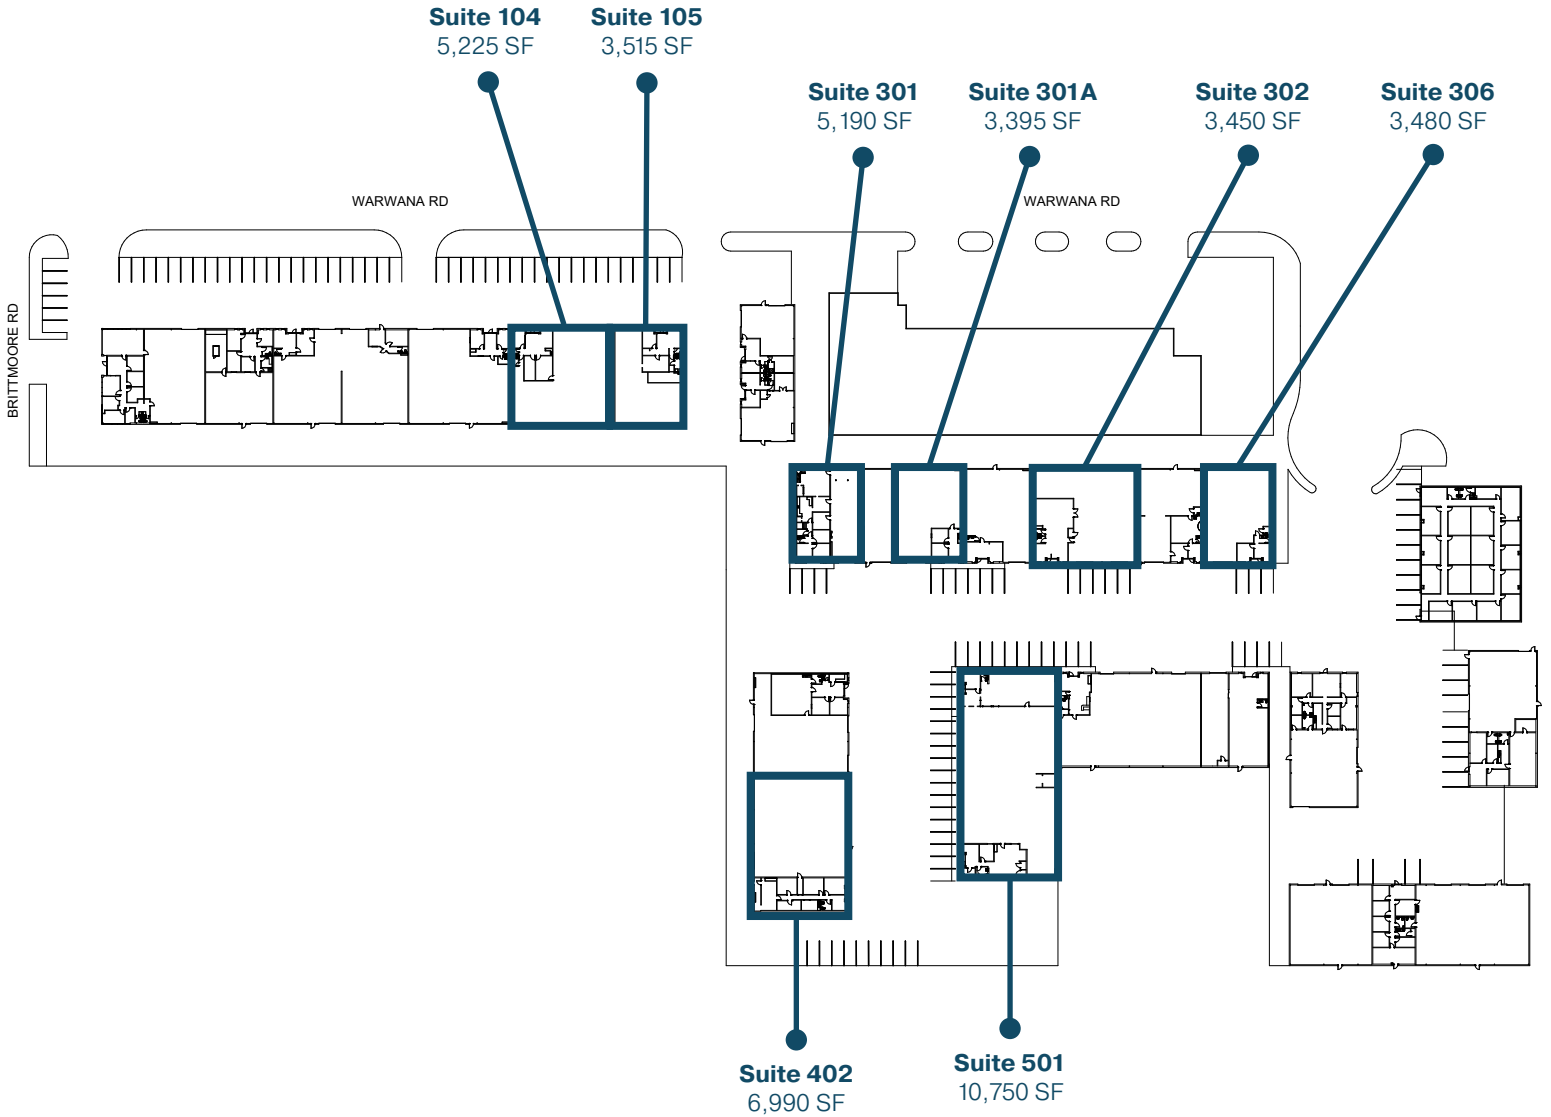 Suite 104
5,225 SF
Suite 105
3,515 SF
Suite 301
5,190 SF
Suite 301A
3,395 SF
Suite 302
3,450 SF
Suite 306
3,480 SF
WARWANA RD
WARWANA RD
BRITTMOORE RD
Suite 402
6,990 SF
Suite 501
10,750 SF